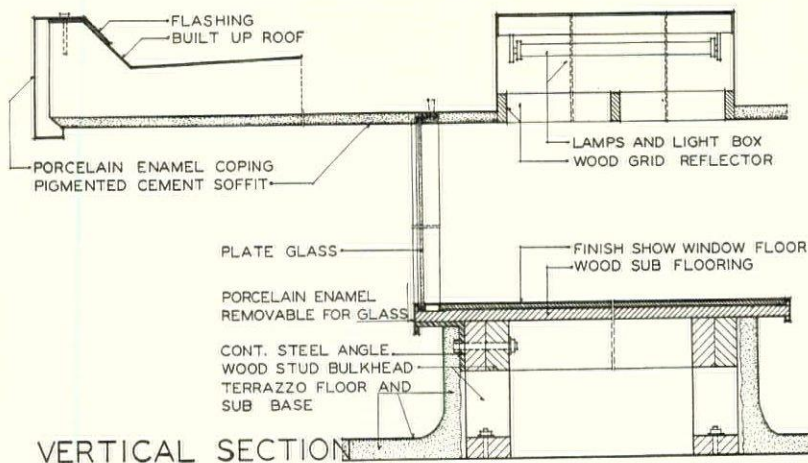 FLASHING
BUILT UP ROOF
LAMPS AND LIGHT BOX
WOOD GRID REFLECTOR
PORCELAIN ENAMEL COPING
PIGMENTED CEMENT SOFFIT
PLATE GLASS
FINISH SHOW WINDOW FLOOR
WOOD SUB FLOORING
PORCELAIN ENAMEL
REMOVABLE FOR GLASS
CONT. STEEL ANGLE
WOOD STUD BULKHEAD
TERRAZZO FLOOR AND
SUB BASE
VERTICAL SECTION